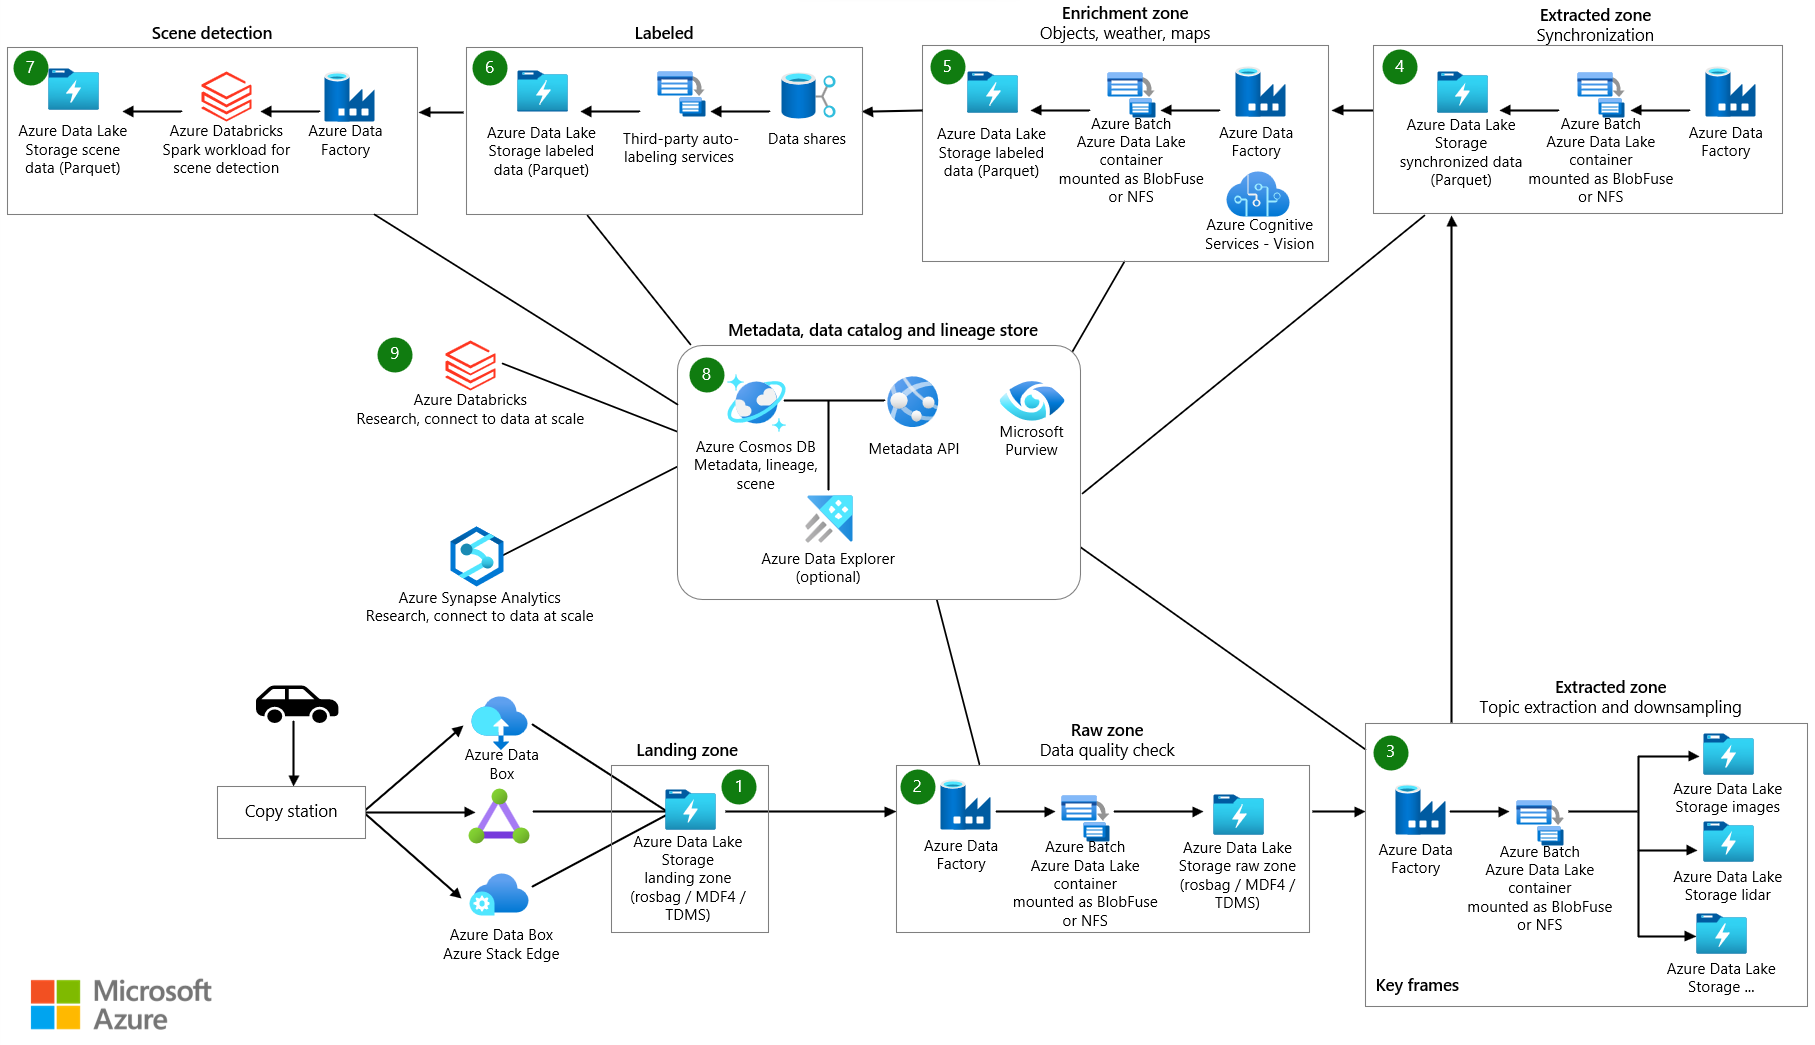 Scene detection
7
Azure Data Lake
Storage scene
data (Parquet)
Azure Databricks
Spark workload for
scene detection
Azure Data
Factory
Labeled
6
Azure Data Lake
Storage labeled
data (Parquet)
Third-party auto-
labeling services
Data shares
Enrichment zone
Objects, weather, maps
5
Azure Data Lake
Storage labeled
data (Parquet)
Azure Batch
Azure Data Lake
container
mounted as BlobFuse
or NFS
Azure Data
Factory
Azure Cognitive
Services - Vision
Extracted zone
Synchronization
4
Azure Data Lake
Storage
synchronized data
(Parquet)
Azure Batch
Azure Data Lake
container
mounted as BlobFuse
or NFS
Azure Data
Factory
Metadata, data catalog and lineage store
8
Azure Cosmos DB
Metadata, lineage,
scene
Metadata API
Microsoft
Purview
Azure Data Explorer
(optional)
9
Azure Databricks
Research, connect to data at scale
Azure Synapse Analytics
Research, connect to data at scale
Copy station
Azure Data
Box
Azure Data Box
Azure Stack Edge
Landing zone
1
Azure Data Lake
Storage
landing zone
(rosbag / MDF4 /
TDMS)
Raw zone
Data quality check
2
Azure Data
Factory
Azure Batch
Azure Data Lake
container
mounted as BlobFuse
or NFS
Azure Data Lake
Storage raw zone
(rosbag / MDF4 /
TDMS)
Extracted zone
Topic extraction and downsampling
3
Azure Data
Factory
Azure Batch
Azure Data Lake
container
mounted as BlobFuse
or NFS
Azure Data Lake
Storage images
Azure Data Lake
Storage lidar
Azure Data Lake
Storage ...
Key frames
Microsoft
Azure